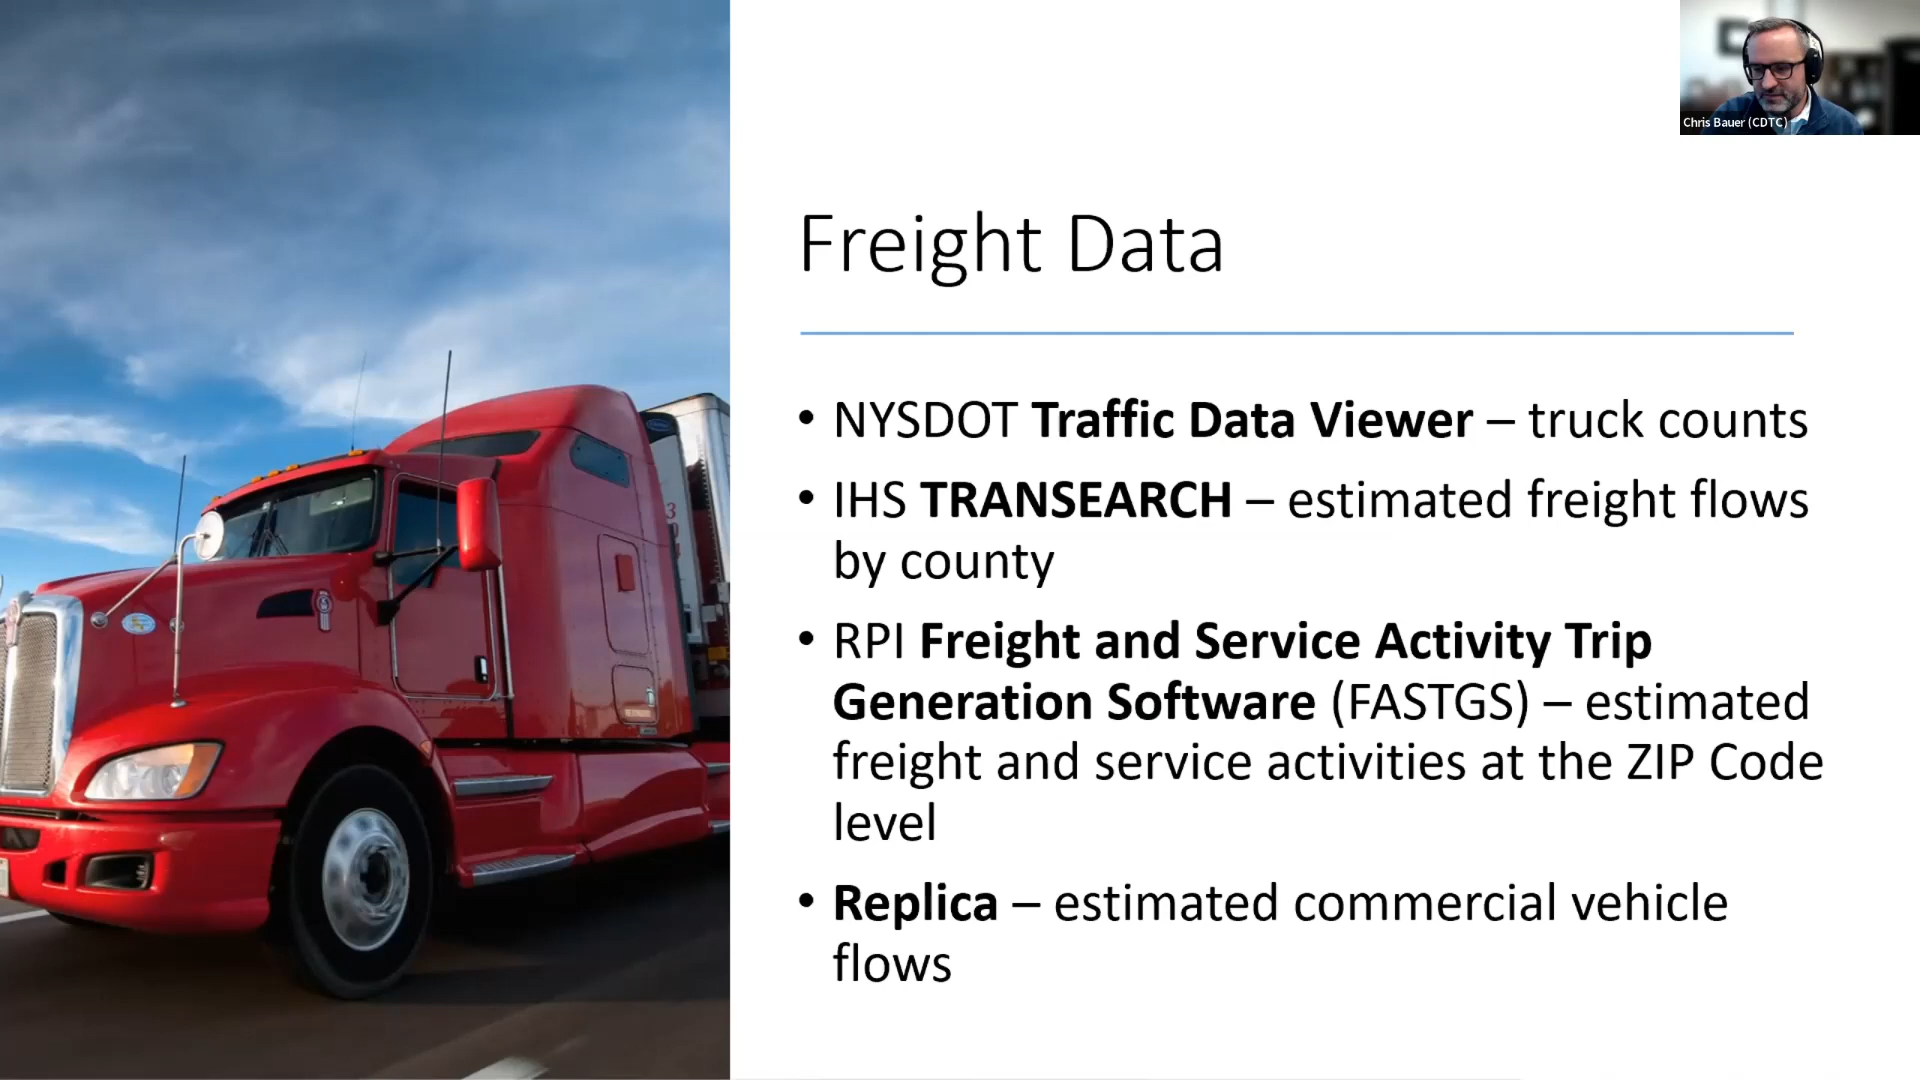 Chris Bauer (CDTC)
Freight Data
• NYSDOT Traffic Data Viewer – truck counts
• IHS TRANSEARCH – estimated freight flows
by county
• RPI Freight and Service Activity Trip
Generation Software (FASTGS) – estimated
freight and service activities at the ZIP Code
level
• Replica – estimated commercial vehicle
flows